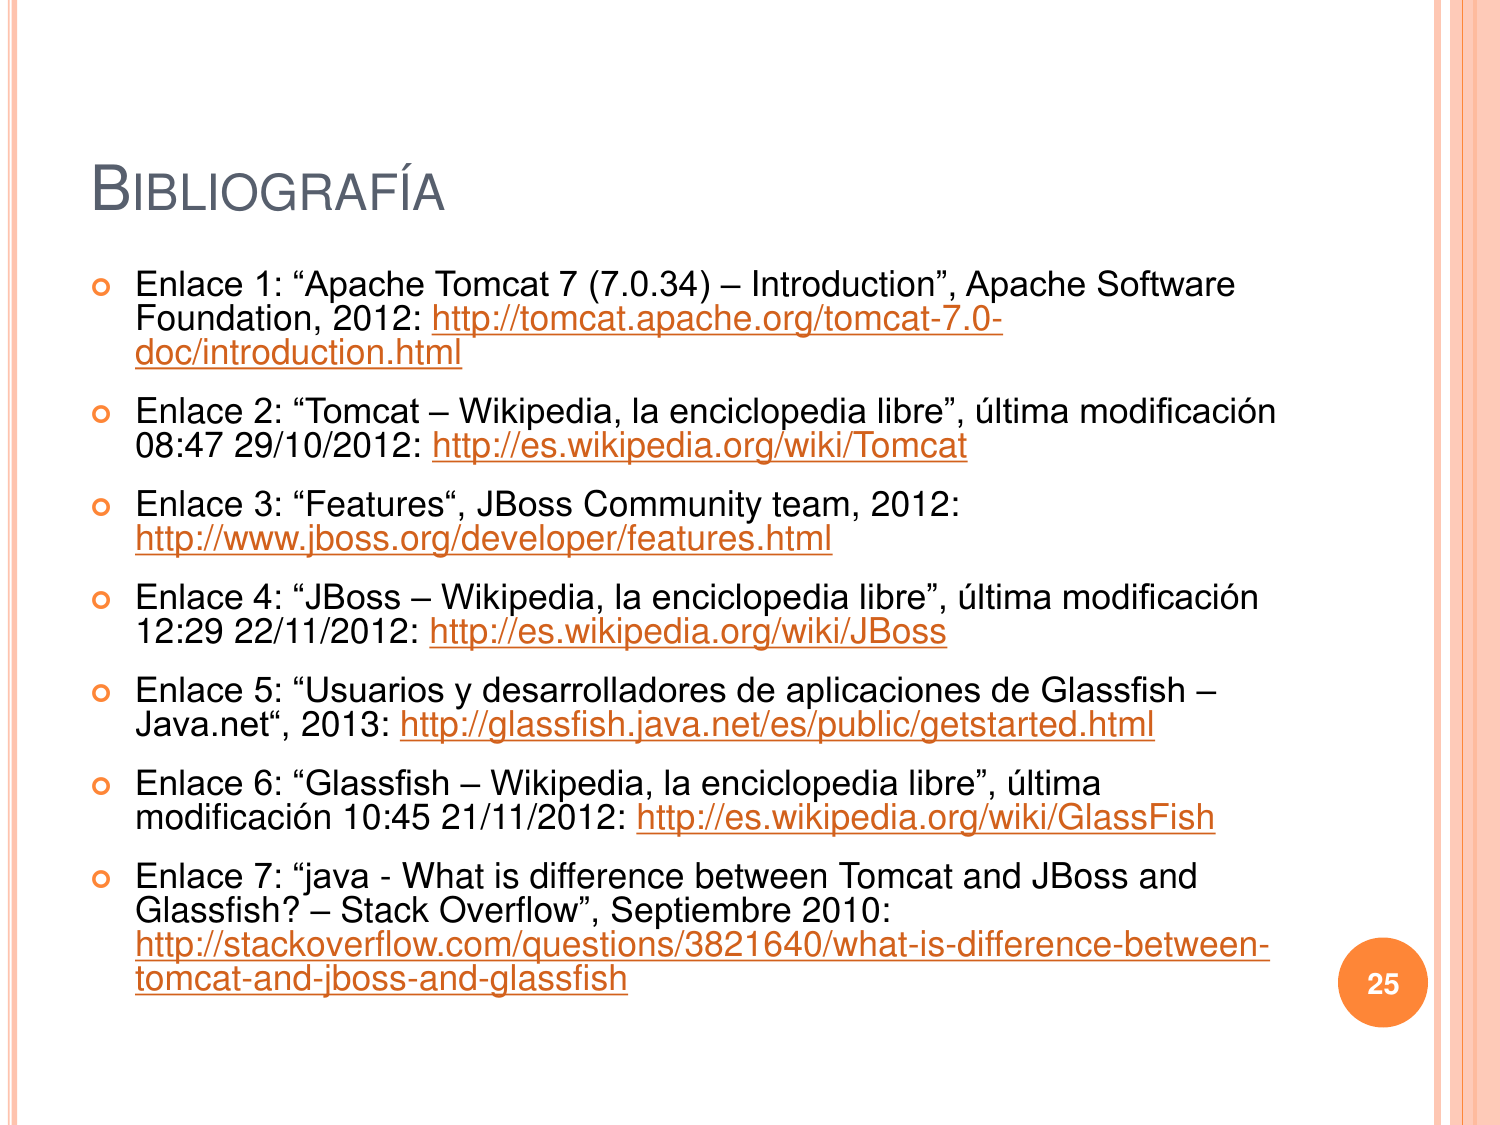 BIBLIOGRAFÍA
Enlace 1: “Apache Tomcat 7 (7.0.34) – Introduction”, Apache Software
Foundation, 2012: http://tomcat.apache.org/tomcat-7.0-
doc/introduction.html
Enlace 2: “Tomcat – Wikipedia, la enciclopedia libre”, última modificación
08:47 29/10/2012: http://es.wikipedia.org/wiki/Tomcat
Enlace 3: “Features“, JBoss Community team, 2012:
http://www.jboss.org/developer/features.html
Enlace 4: “JBoss – Wikipedia, la enciclopedia libre”, última modificación
12:29 22/11/2012: http://es.wikipedia.org/wiki/JBoss
Enlace 5: “Usuarios y desarrolladores de aplicaciones de Glassfish –
Java.net“, 2013: http://glassfish.java.net/es/public/getstarted.html
Enlace 6: “Glassfish – Wikipedia, la enciclopedia libre”, última
modificación 10:45 21/11/2012: http://es.wikipedia.org/wiki/GlassFish
Enlace 7: “java - What is difference between Tomcat and JBoss and
Glassfish? – Stack Overflow”, Septiembre 2010:
http://stackoverflow.com/questions/3821640/what-is-difference-between-
tomcat-and-jboss-and-glassfish
25